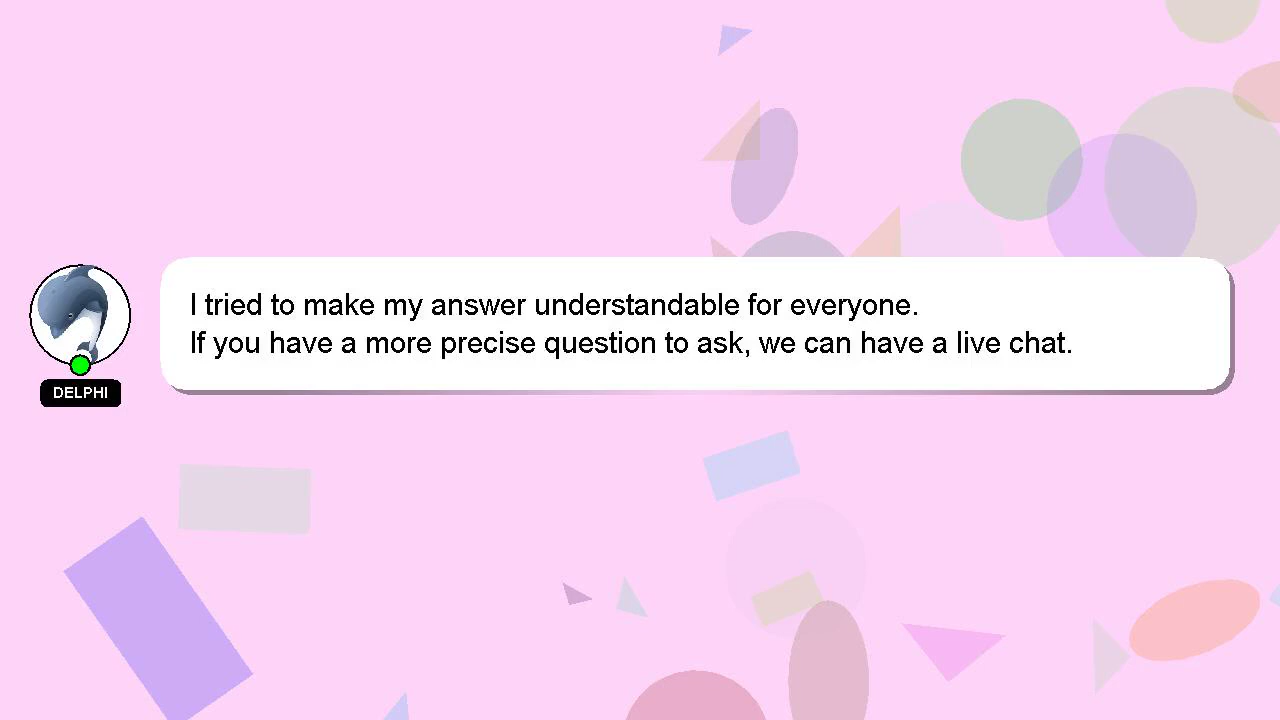 I tried to make my answer understandable for everyone.
If you have a more precise question to ask, we can have a live chat.
DELPHI